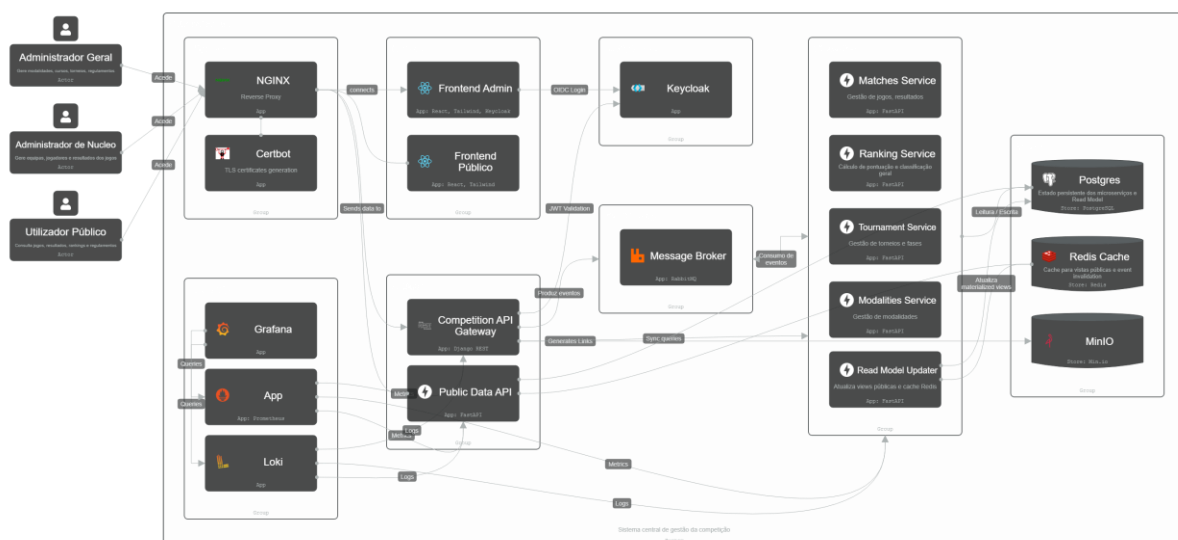 Administrador Geral
Gere modalidades, cursos, torneios, regulamentos
Actor
Administrador de Nucleo
Gere equipas, jogadores e resultados dos jogos
Actor
Utilizador Público
Consulta jogos, resultados, rankings e regulamentos
Actor
Acede
Acede
Acede
NGINX
Reverse Proxy
App
Certbot
TLS certificates generation
App
Group
connects
Sends data to
Frontend Admin
App: React, Tailwind, Keycloak
Frontend
Público
App: React, Tailwind
Group
OIDC Login
JWT Validation
Keycloak
App
Group
Message Broker
App: RabbitMQ
Group
Produz eventos
Consumo de
eventos
Grafana
App
Queries
App
App: Prometheus
Queries
Loki
App
Group
Competition API
Gateway
App: Django REST
Public Data API
App: FastAPI
Group
Metrics
Metrics
Logs
Logs
Metrics
Logs
Generates Links
Sync queries
Matches Service
Gestão de jogos, resultados
App: FastAPI
Ranking Service
Cálculo de pontuação e classificação
geral
App: FastAPI
Tournament Service
Gestão de torneios e fases
App: FastAPI
Modalities Service
Gestão de modalidades
App: FastAPI
Read Model Updater
Atualiza views públicas e cache Redis
App: FastAPI
Group
Leitura / Escrita
Atualiza
materialized views
Postgres
Estado persistente dos microserviços e
Read Model
Store: PostgreSQL
Redis Cache
Cache para vistas públicas e event
invalidation
Store: Redis
MinIO
Store: Min.io
Group
Sistema central de gestão da competição